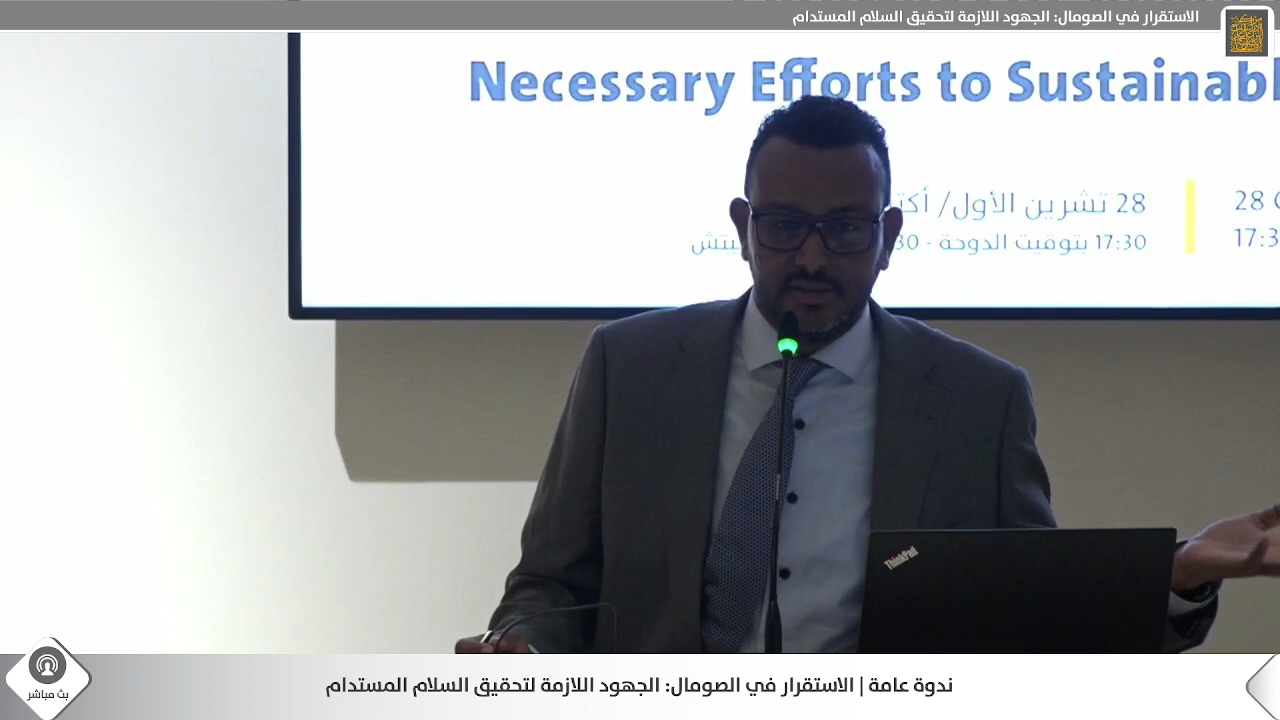 الاستقرار في الصومال: الجهود اللازمة لتحقيق السلام المستدام
Necessary Efforts to Sustainabl
28 تشرين الأول/ أكت
28
17:30 بتوقيت الدوحة - 30
17:3
ThinkPad
بث مباشر
ندوة عامة | الاستقرار في الصومال: الجهود اللازمة لتحقيق السلام المستدام